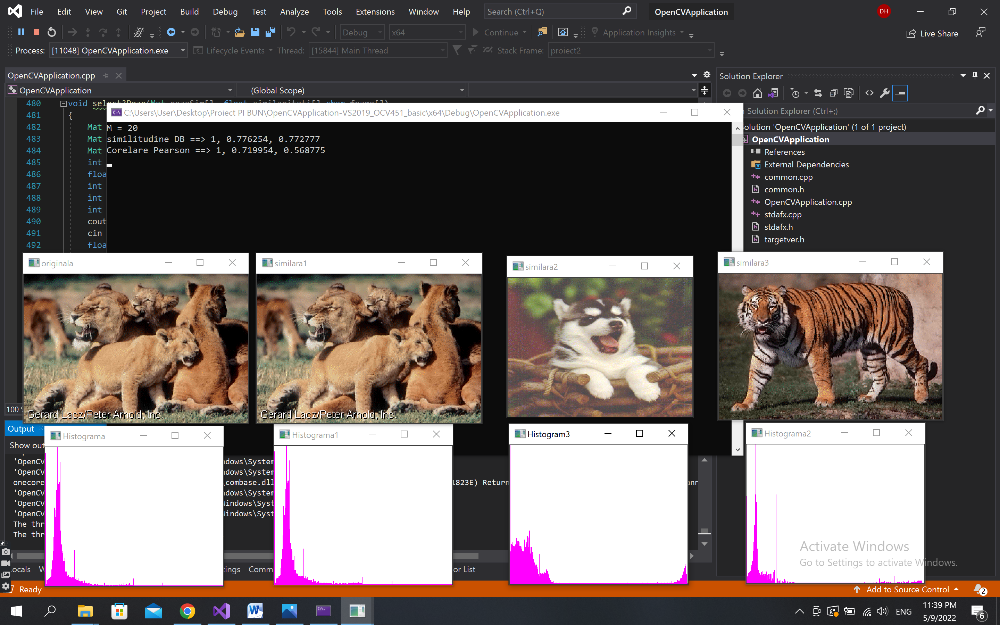 File Edit View Git Project Build Debug Test Analyze Tools Extensions Window Help Search (Ctrl+Q) OpenCVApplication DH
Debug x64 Continue Application Insights Live Share
Process: [11048] OpenCVApplication.exe Lifecycle Events Thread: [15844] Main Thread Stack Frame: proiect2
OpenCVApplication.cpp
OpenCVApplication (Global Scope)
480 void
481 {
482 Mat
483 Mat
484 Mat
485 int
486 floa
487 int
488 int
489 int
490 cout
491 cin
492 floa
100
C:\Users\User\Desktop\Proiect PI BUN\OpenCVApplication-VS2019_OCV451_basic\x64\Debug\OpenCVApplication.exe
M = 20
similitudine DB ==> 1, 0.776254, 0.772777
Corelare Pearson ==> 1, 0.719954, 0.568775
Solution Explorer
Solution Explorer (Ctrl+;)
olution 'OpenCVApplication' (1 of 1 project)
OpenCVApplication
References
External Dependencies
common.cpp
common.h
OpenCVApplication.cpp
stdafx.cpp
stdafx.h
targetver.h
originala
Gerard Lacz/Peter Arnold, Inc.
similara1
Gerard Lacz/Peter Arnold, Inc.
similara2
similara3
Histograma
Histograma1
Histogram3
Histograma2
Output
Show out
'OpenCV ndows\System
'OpenCV ndows\System
onecore \combase.dll 1823E) Return ann
'OpenCV ndows\System
'OpenCV Windows\Syst
'OpenCV Windows\Syst
The thr
The thr
ocals W tings Comm or List
Activate Windows
Go to Settings to activate Windows.
Ready Add to Source Control 2
ENG
11:39 PM
5/9/2022
6